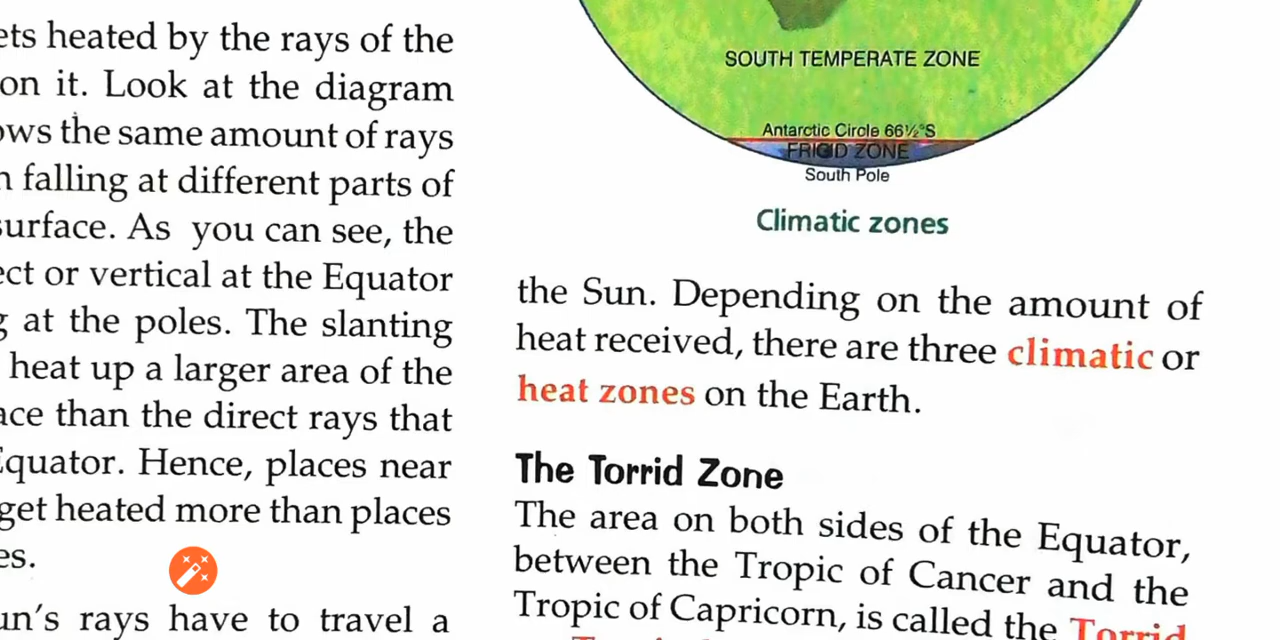 ets heated by the rays of the
on it. Look at the diagram
ows the same amount of rays
falling at different parts of
surface. As you can see, the
ect or vertical at the Equator
at the poles. The slanting
heat up a larger area of the
ace than the direct rays that
Equator. Hence, places near
get heated more than places
es.
un's rays have to travel a
SOUTH TEMPERATE ZONE
Antarctic Circle 66½°S
FRIGID ZONE
South Pole
Climatic zones
the Sun. Depending on the amount of
heat received, there are three climatic or
heat zones on the Earth.
The Torrid Zone
The area on both sides of the Equator,
between the Tropic of Cancer and the
Tropic of Capricorn, is called the Torrid